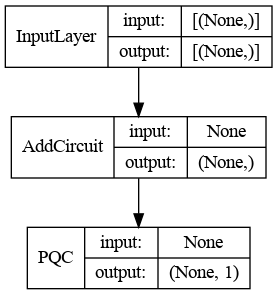 InputLayer input: [(None,)]
output: [(None,)]
AddCircuit input: None
output: (None,)
PQC input: None
output: (None, 1)